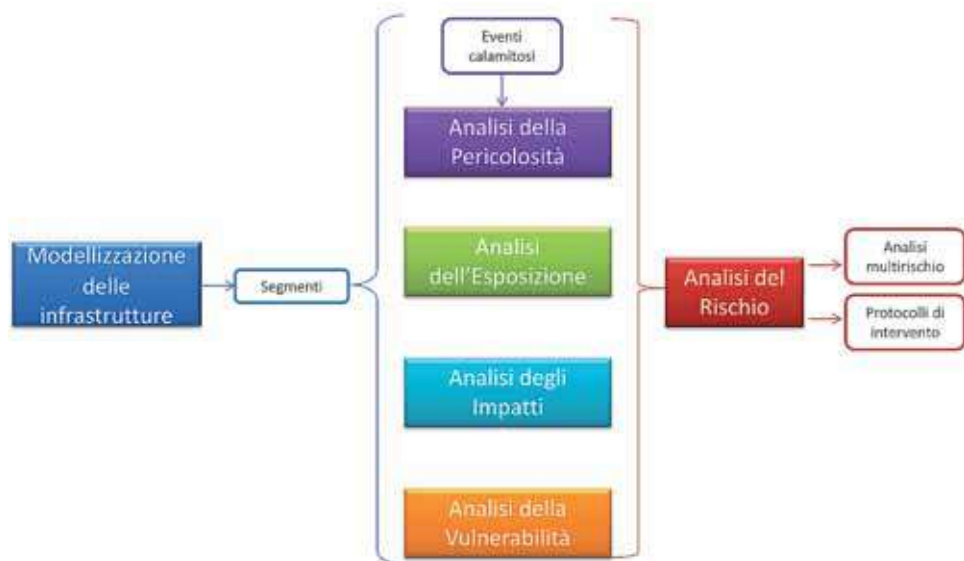 Modellizzazione
delle
infrastrutture
Segmenti
Eventi
calamitosi
Analisi della
Pericolosità
Analisi
dell'Esposizione
Analisi degli
Impatti
Analisi della
Vulnerabilità
Analisi del
Rischio
Analisi
multirischio
Protocolli di
intervento